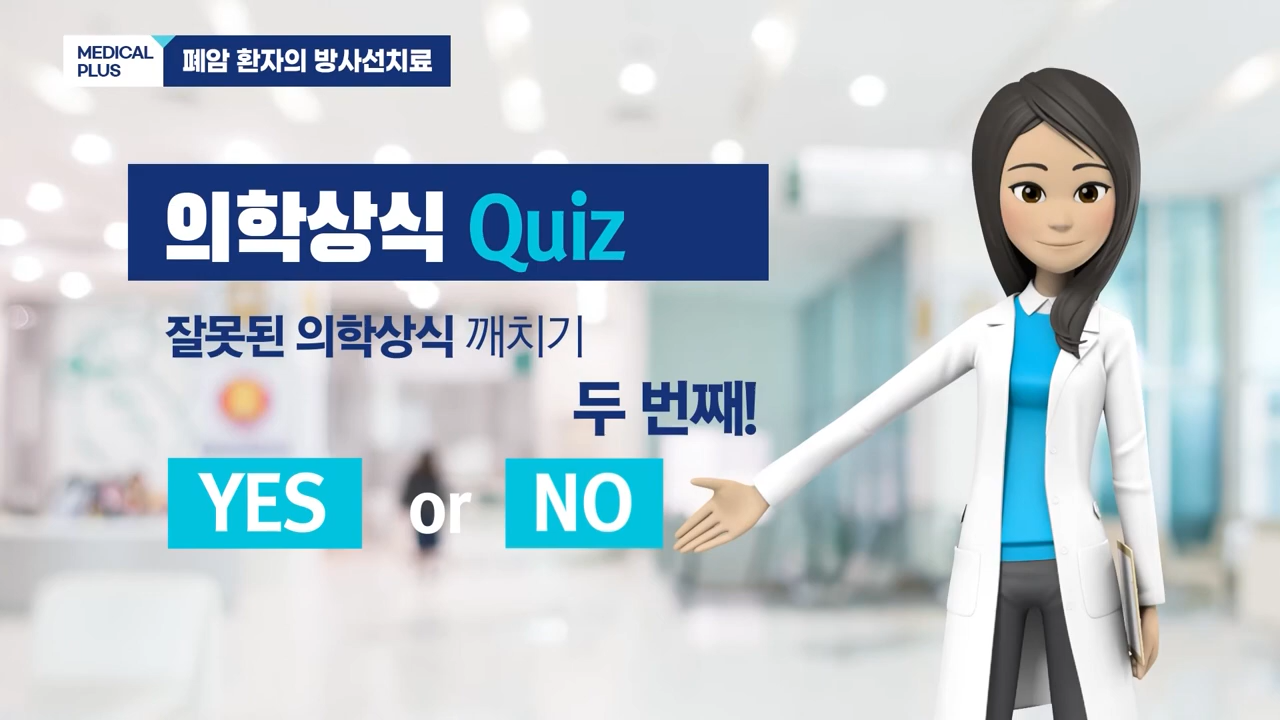 MEDICAL
PLUS
폐암 환자의 방사선치료
의학상식 Quiz
잘못된 의학상식 깨치기
두 번째!
YES or NO